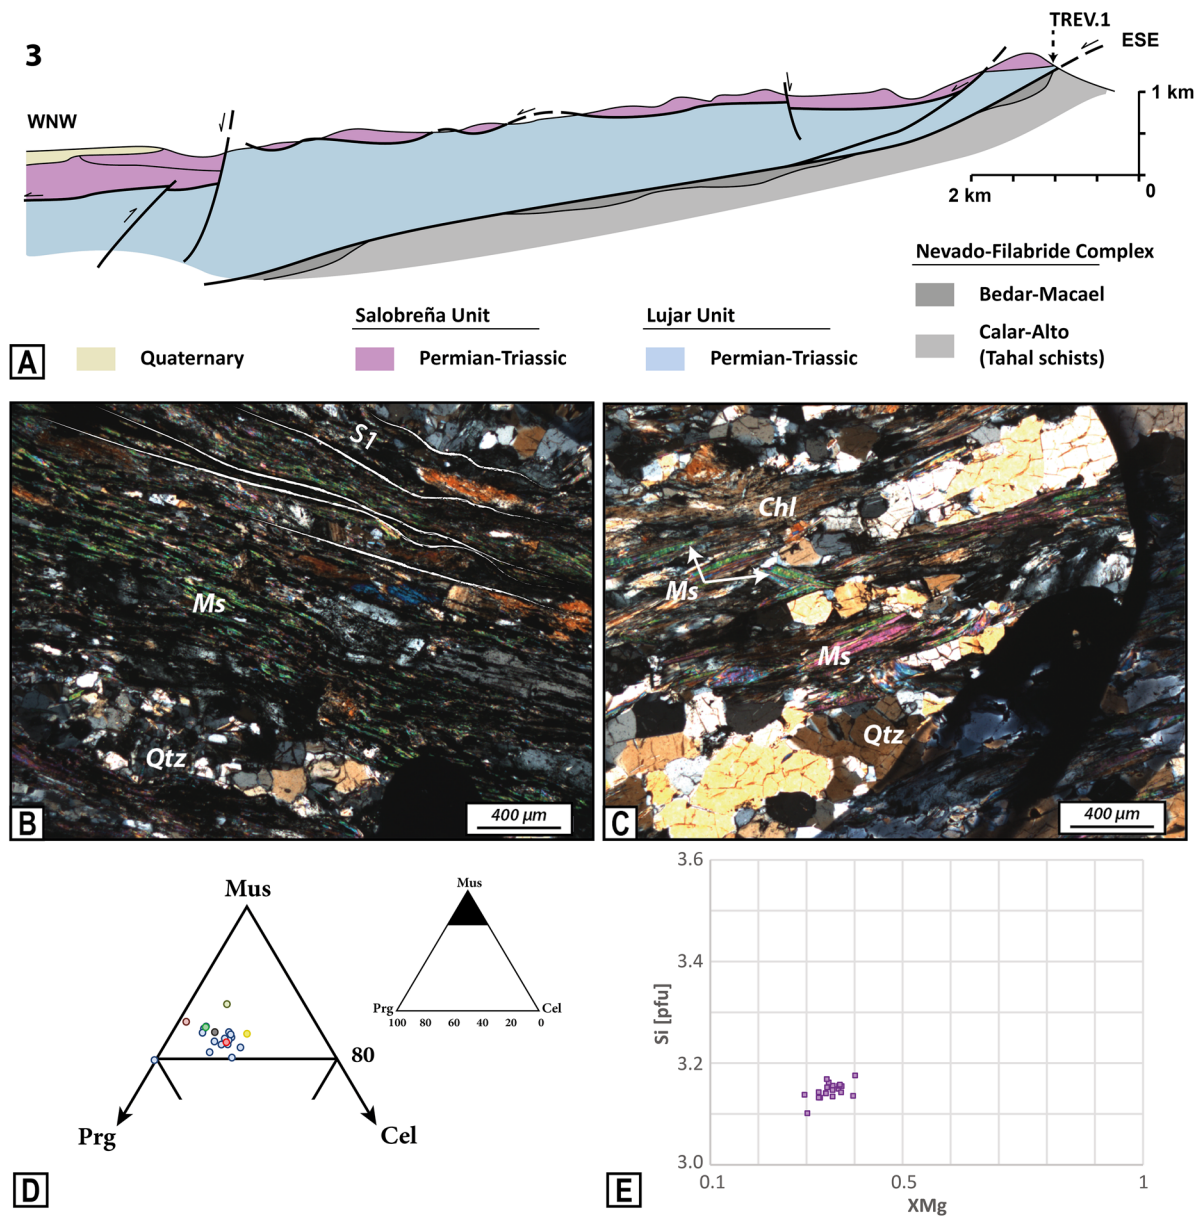 3
TREV.1
ESE
WNW
1 km
0
2 km
Nevado-Filabride Complex
Bedar-Macael
Calar-Alto
(Tahal schists)
Salobreña Unit
Permian-Triassic
Lujar Unit
Permian-Triassic
Quaternary
A
S1
Ms
Qtz
B
400 µm
Chl
Ms
Ms
Qtz
C
400 µm
Mus
80
Prg
Cel
Mus
Prg
Cel
100 80 60 40 20 0
D
3.6
3.4
3.2
3.0
Si [pfu]
0.1 0.5 1
XMg
E